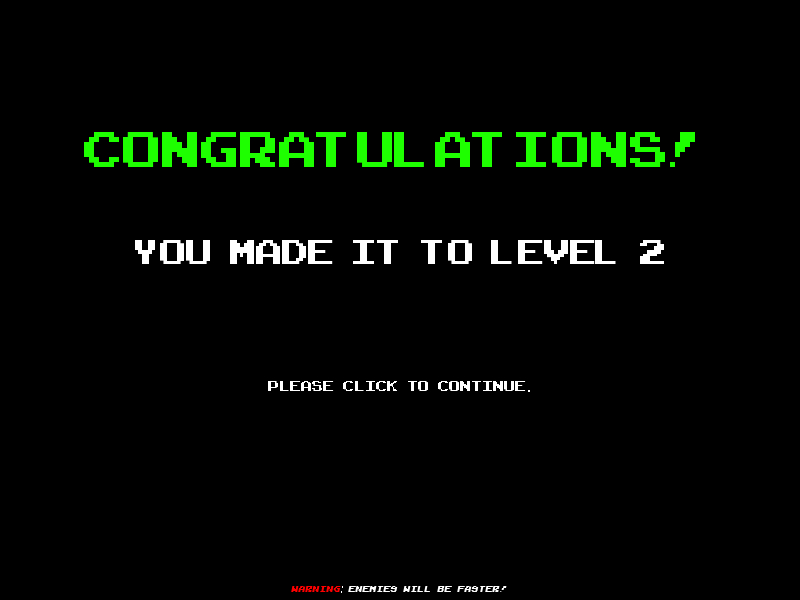 CONGRATULATIONS!
YOU MADE IT TO LEVEL 2
PLEASE CLICK TO CONTINUE.
WARNING: ENEMIES WILL BE FASTER!